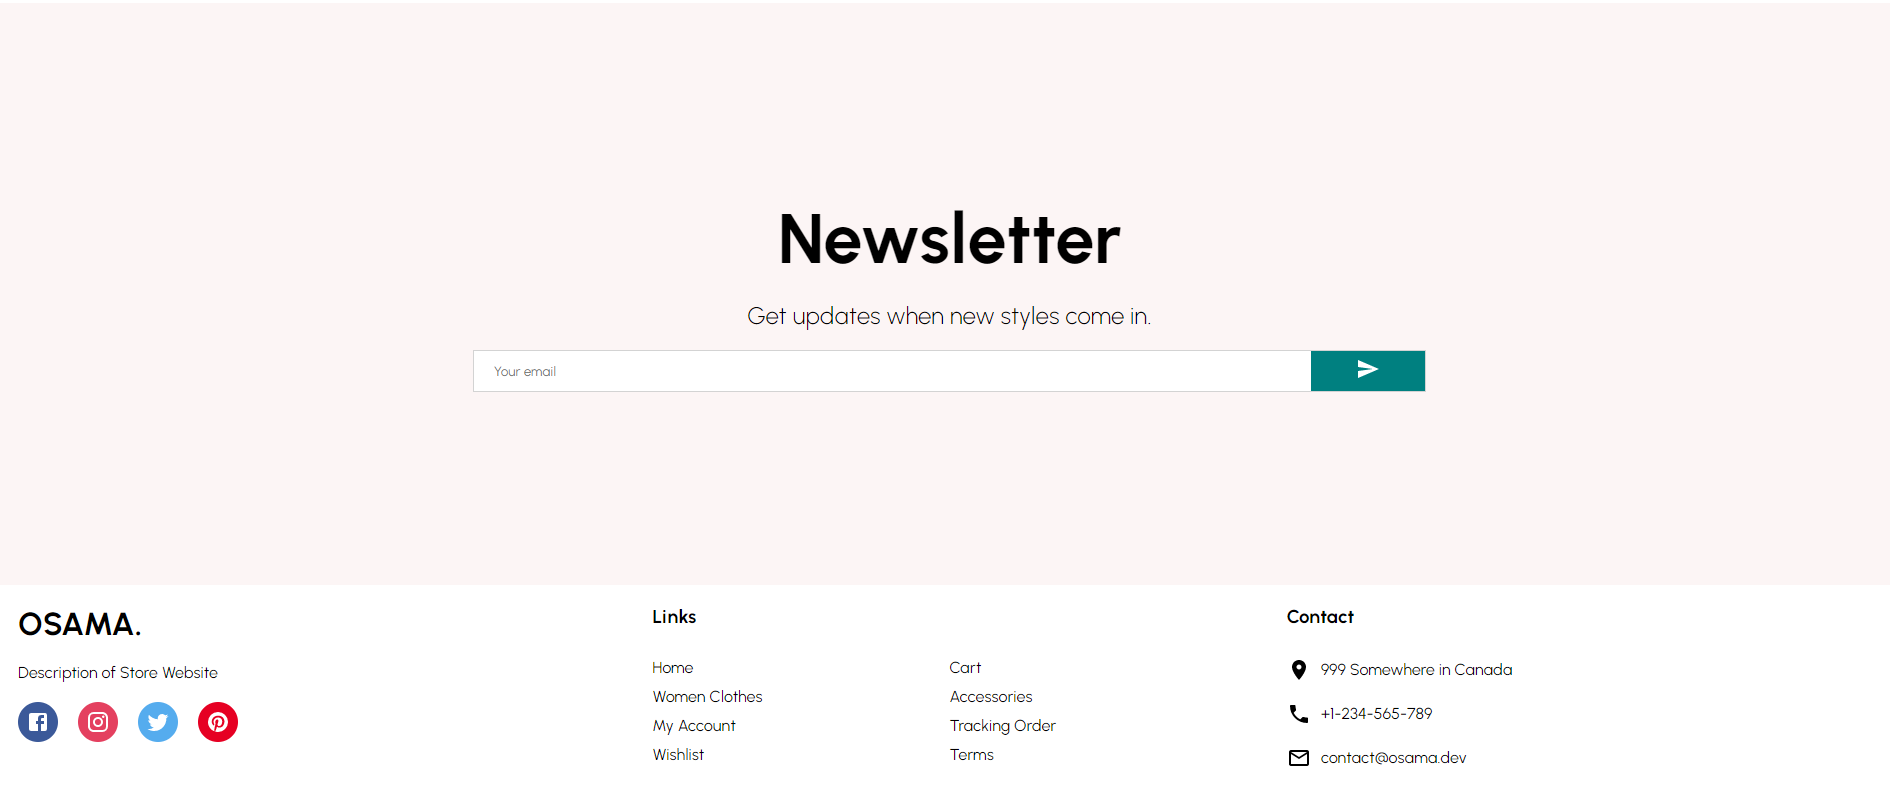 Newsletter
Get updates when new styles come in.
Your email
OSAMA.
Description of Store Website
Links
Home
Women Clothes
My Account
Wishlist
Cart
Accessories
Tracking Order
Terms
Contact
999 Somewhere in Canada
+1-234-565-789
contact@osama.dev